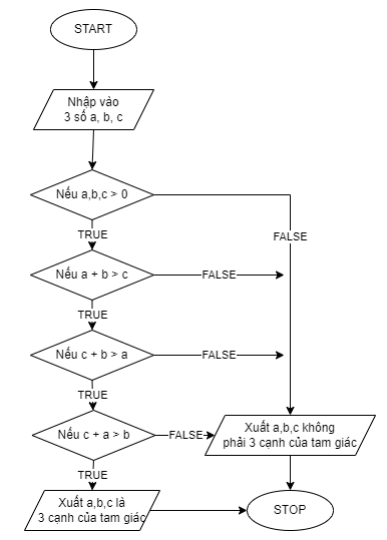 START
Nhập vào
3 số a, b, c
Nếu a,b,c > 0
TRUE
FALSE
Nếu a + b > c
FALSE
TRUE
Nếu c + b > a
FALSE
TRUE
Nếu c + a > b
FALSE
Xuất a,b,c không
phải 3 cạnh của tam giác
TRUE
Xuất a,b,c là
3 cạnh của tam giác
STOP